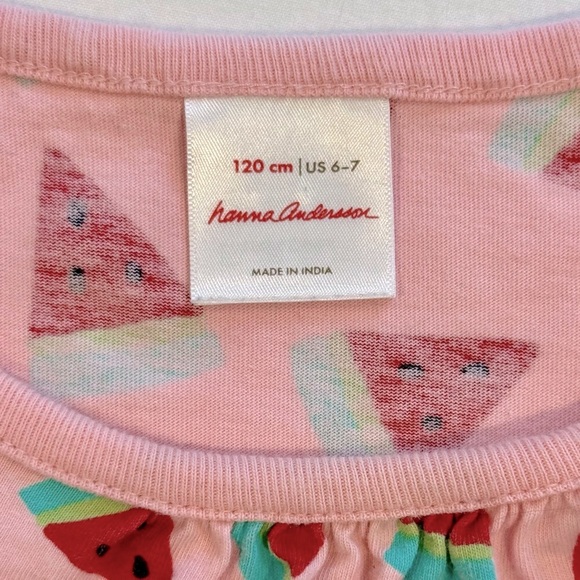 120 cm | US 6–7
hanna Andersson
MADE IN INDIA